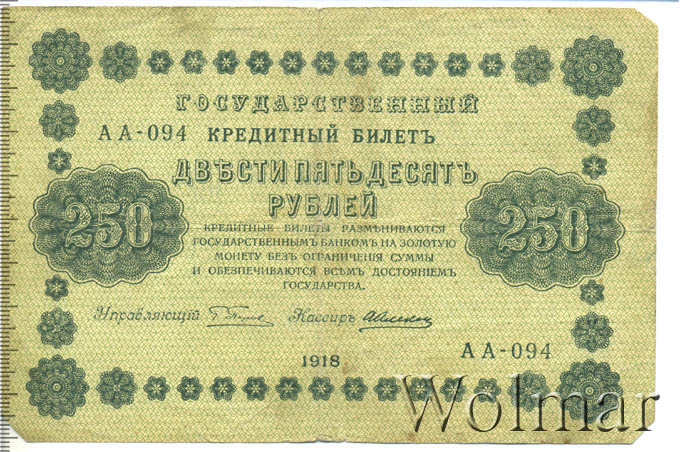 ГОСУДАРСТВЕННЫЙ
АА-094 КРЕДИТНЫЙ БИЛЕТЪ
ДВѢСТИ ПЯТЬДЕСЯТЪ
РУБЛЕЙ
250
250
КРЕДИТНЫЕ БИЛЕТЫ РАЗМѢНИВАЮТСЯ
ГОСУДАРСТВЕННЫМЪ БАНКОМЪ НА ЗОЛОТУЮ
МОНЕТУ БЕЗЪ ОГРАНИЧЕНІЯ СУММЫ
И ОБЕЗПЕЧИВАЮТСЯ ВСѢМЪ ДОСТОЯНІЕМЪ
ГОСУДАРСТВА.
Управляющій
Кассиръ
1918
АА-094
Wolmar